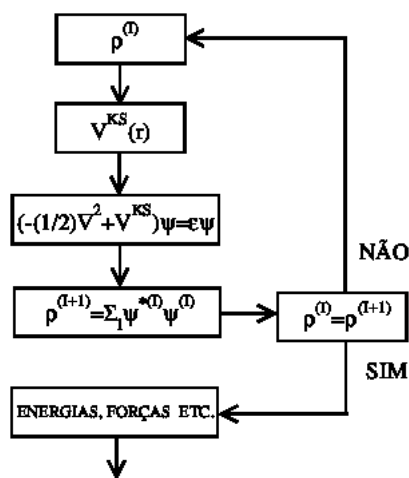 ρ^(I)
V^KS(r)
(-(1/2)∇^2+V^KS)ψ=εψ
NÃO
ρ^(I+1)=Σ_I ψ^*(I)ψ^(I)
ρ^(I)=ρ^(I+1)
SIM
ENERGIAS, FORÇAS ETC.